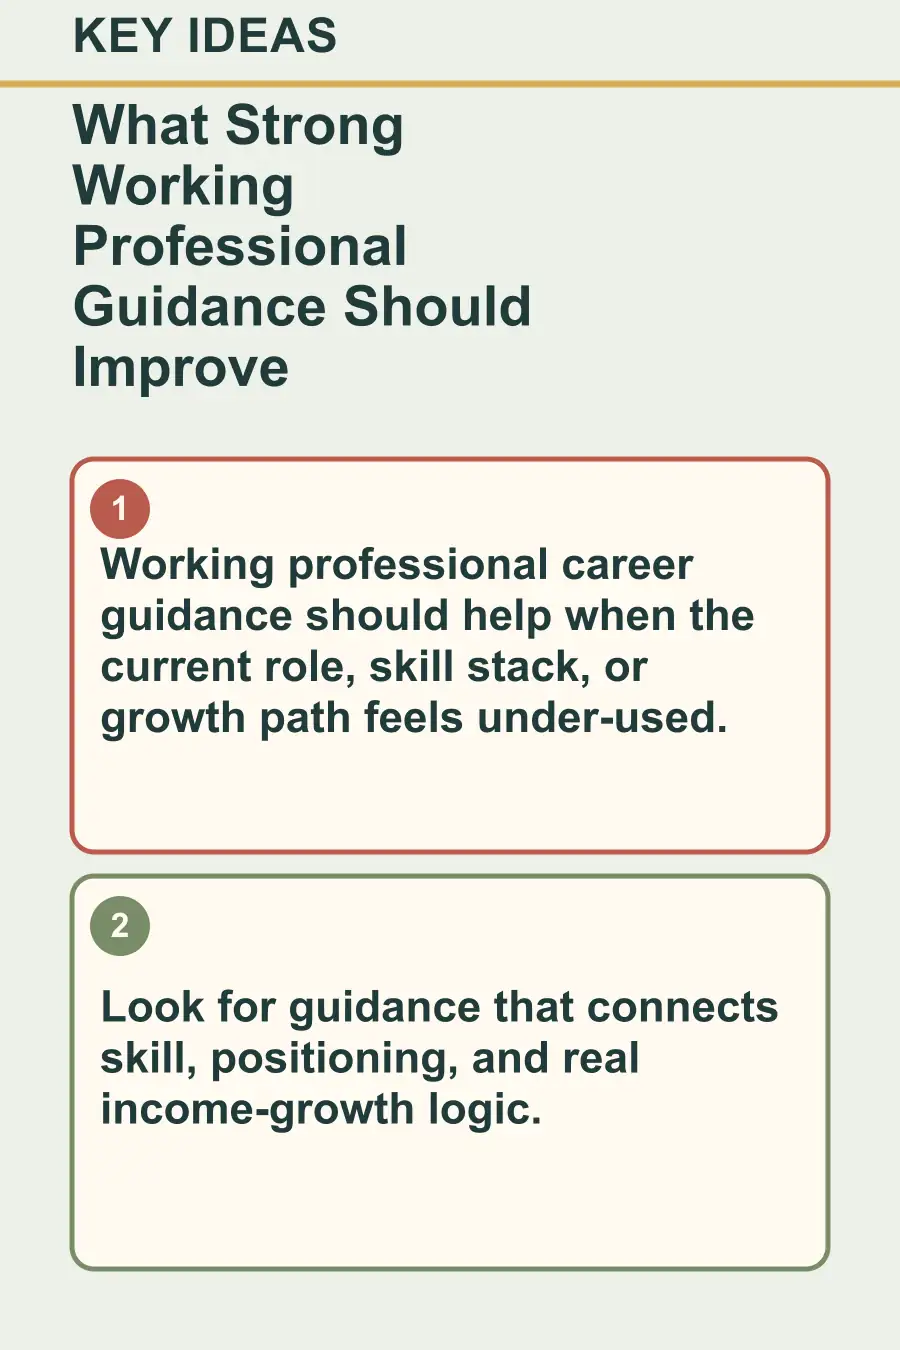 KEY IDEAS
What Strong
Working
Professional
Guidance Should
Improve
1
Working professional career
guidance should help when the
current role, skill stack, or
growth path feels under-used.
2
Look for guidance that connects
skill, positioning, and real
income-growth logic.